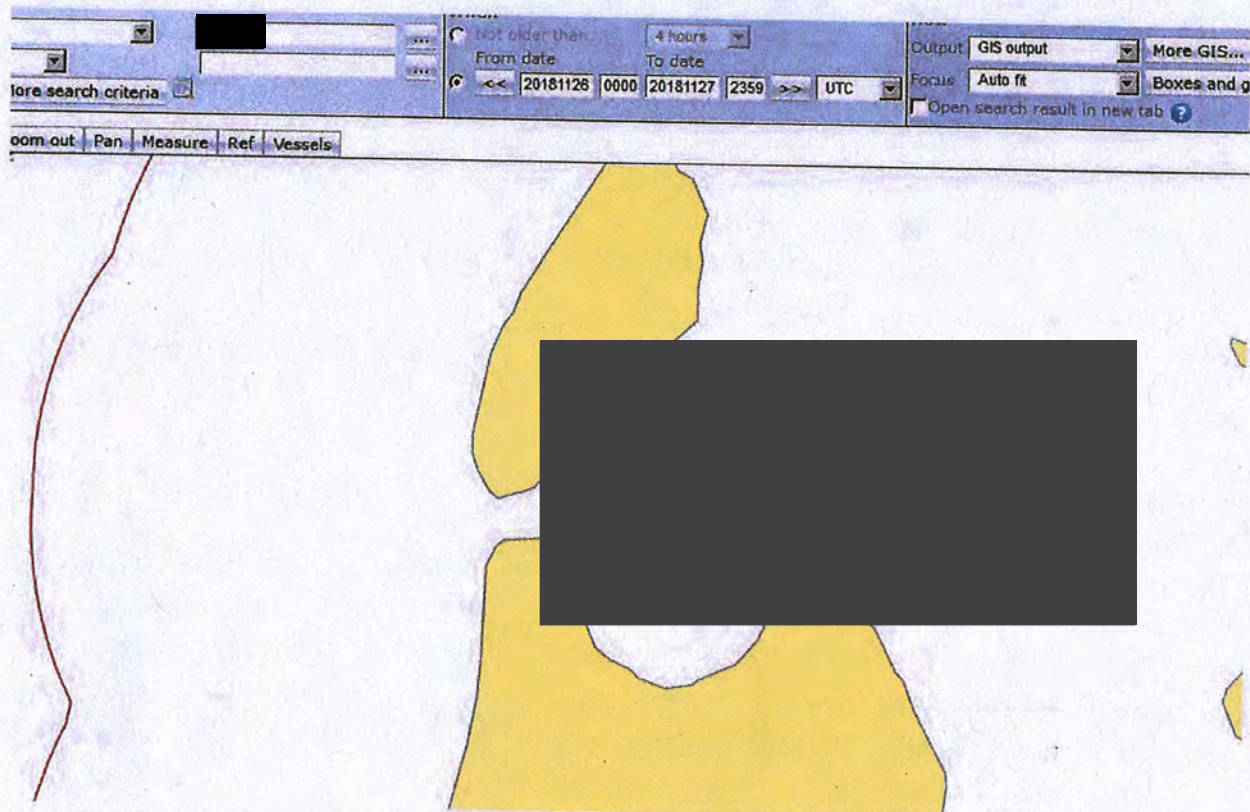 Not older than: 4 hours
From date To date
<< 20181126 0000 20181127 2359 >> UTC
Output GIS output More GIS...
Focus Auto fit Boxes and g
Open search result in new tab ?
... 
...
ore search criteria
oom out Pan Measure Ref Vessels